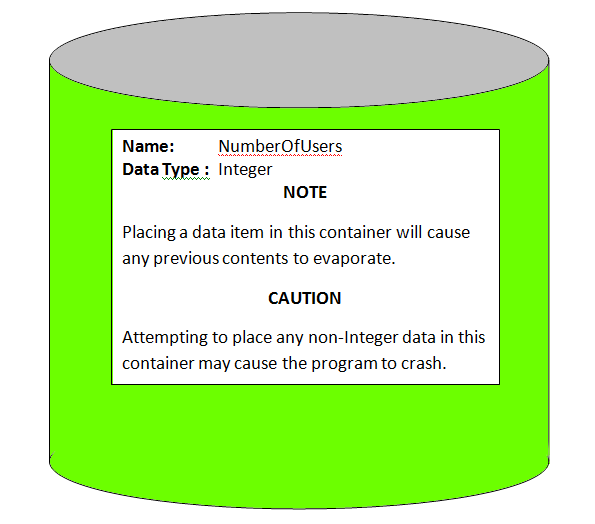 Name: NumberOfUsers
Data Type : Integer
NOTE
Placing a data item in this container will cause
any previous contents to evaporate.
CAUTION
Attempting to place any non-Integer data in this
container may cause the program to crash.